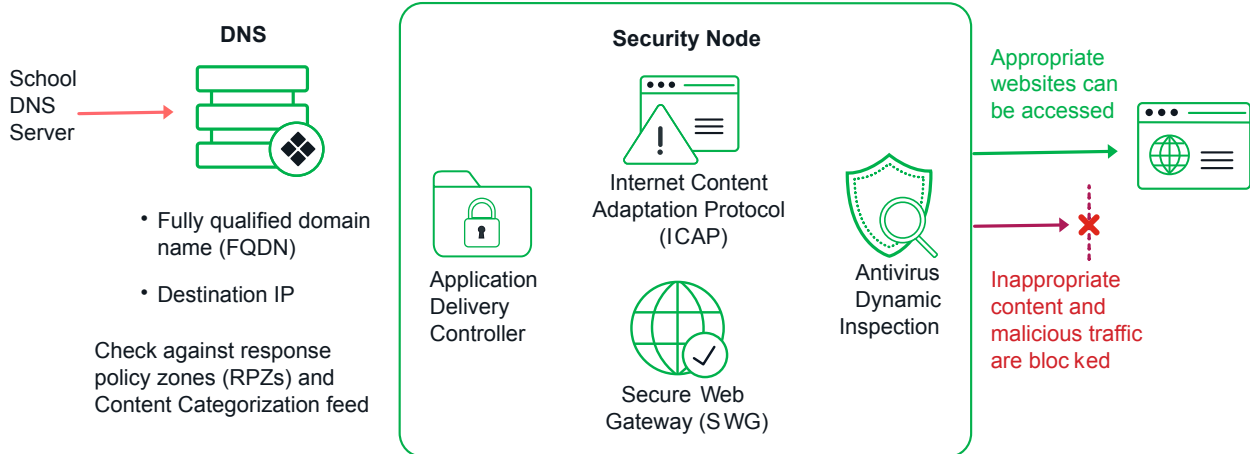 School
DNS
Server
DNS
• Fully qualified domain
name (FQDN)
• Destination IP
Check against response
policy zones (RPZs) and
Content Categorization feed
Security Node
Application
Delivery
Controller
Internet Content
Adaptation Protocol
(ICAP)
Secure Web
Gateway (SWG)
Antivirus
Dynamic
Inspection
Appropriate
websites can
be accessed
Inappropriate
content and
malicious traffic
are bloc ked